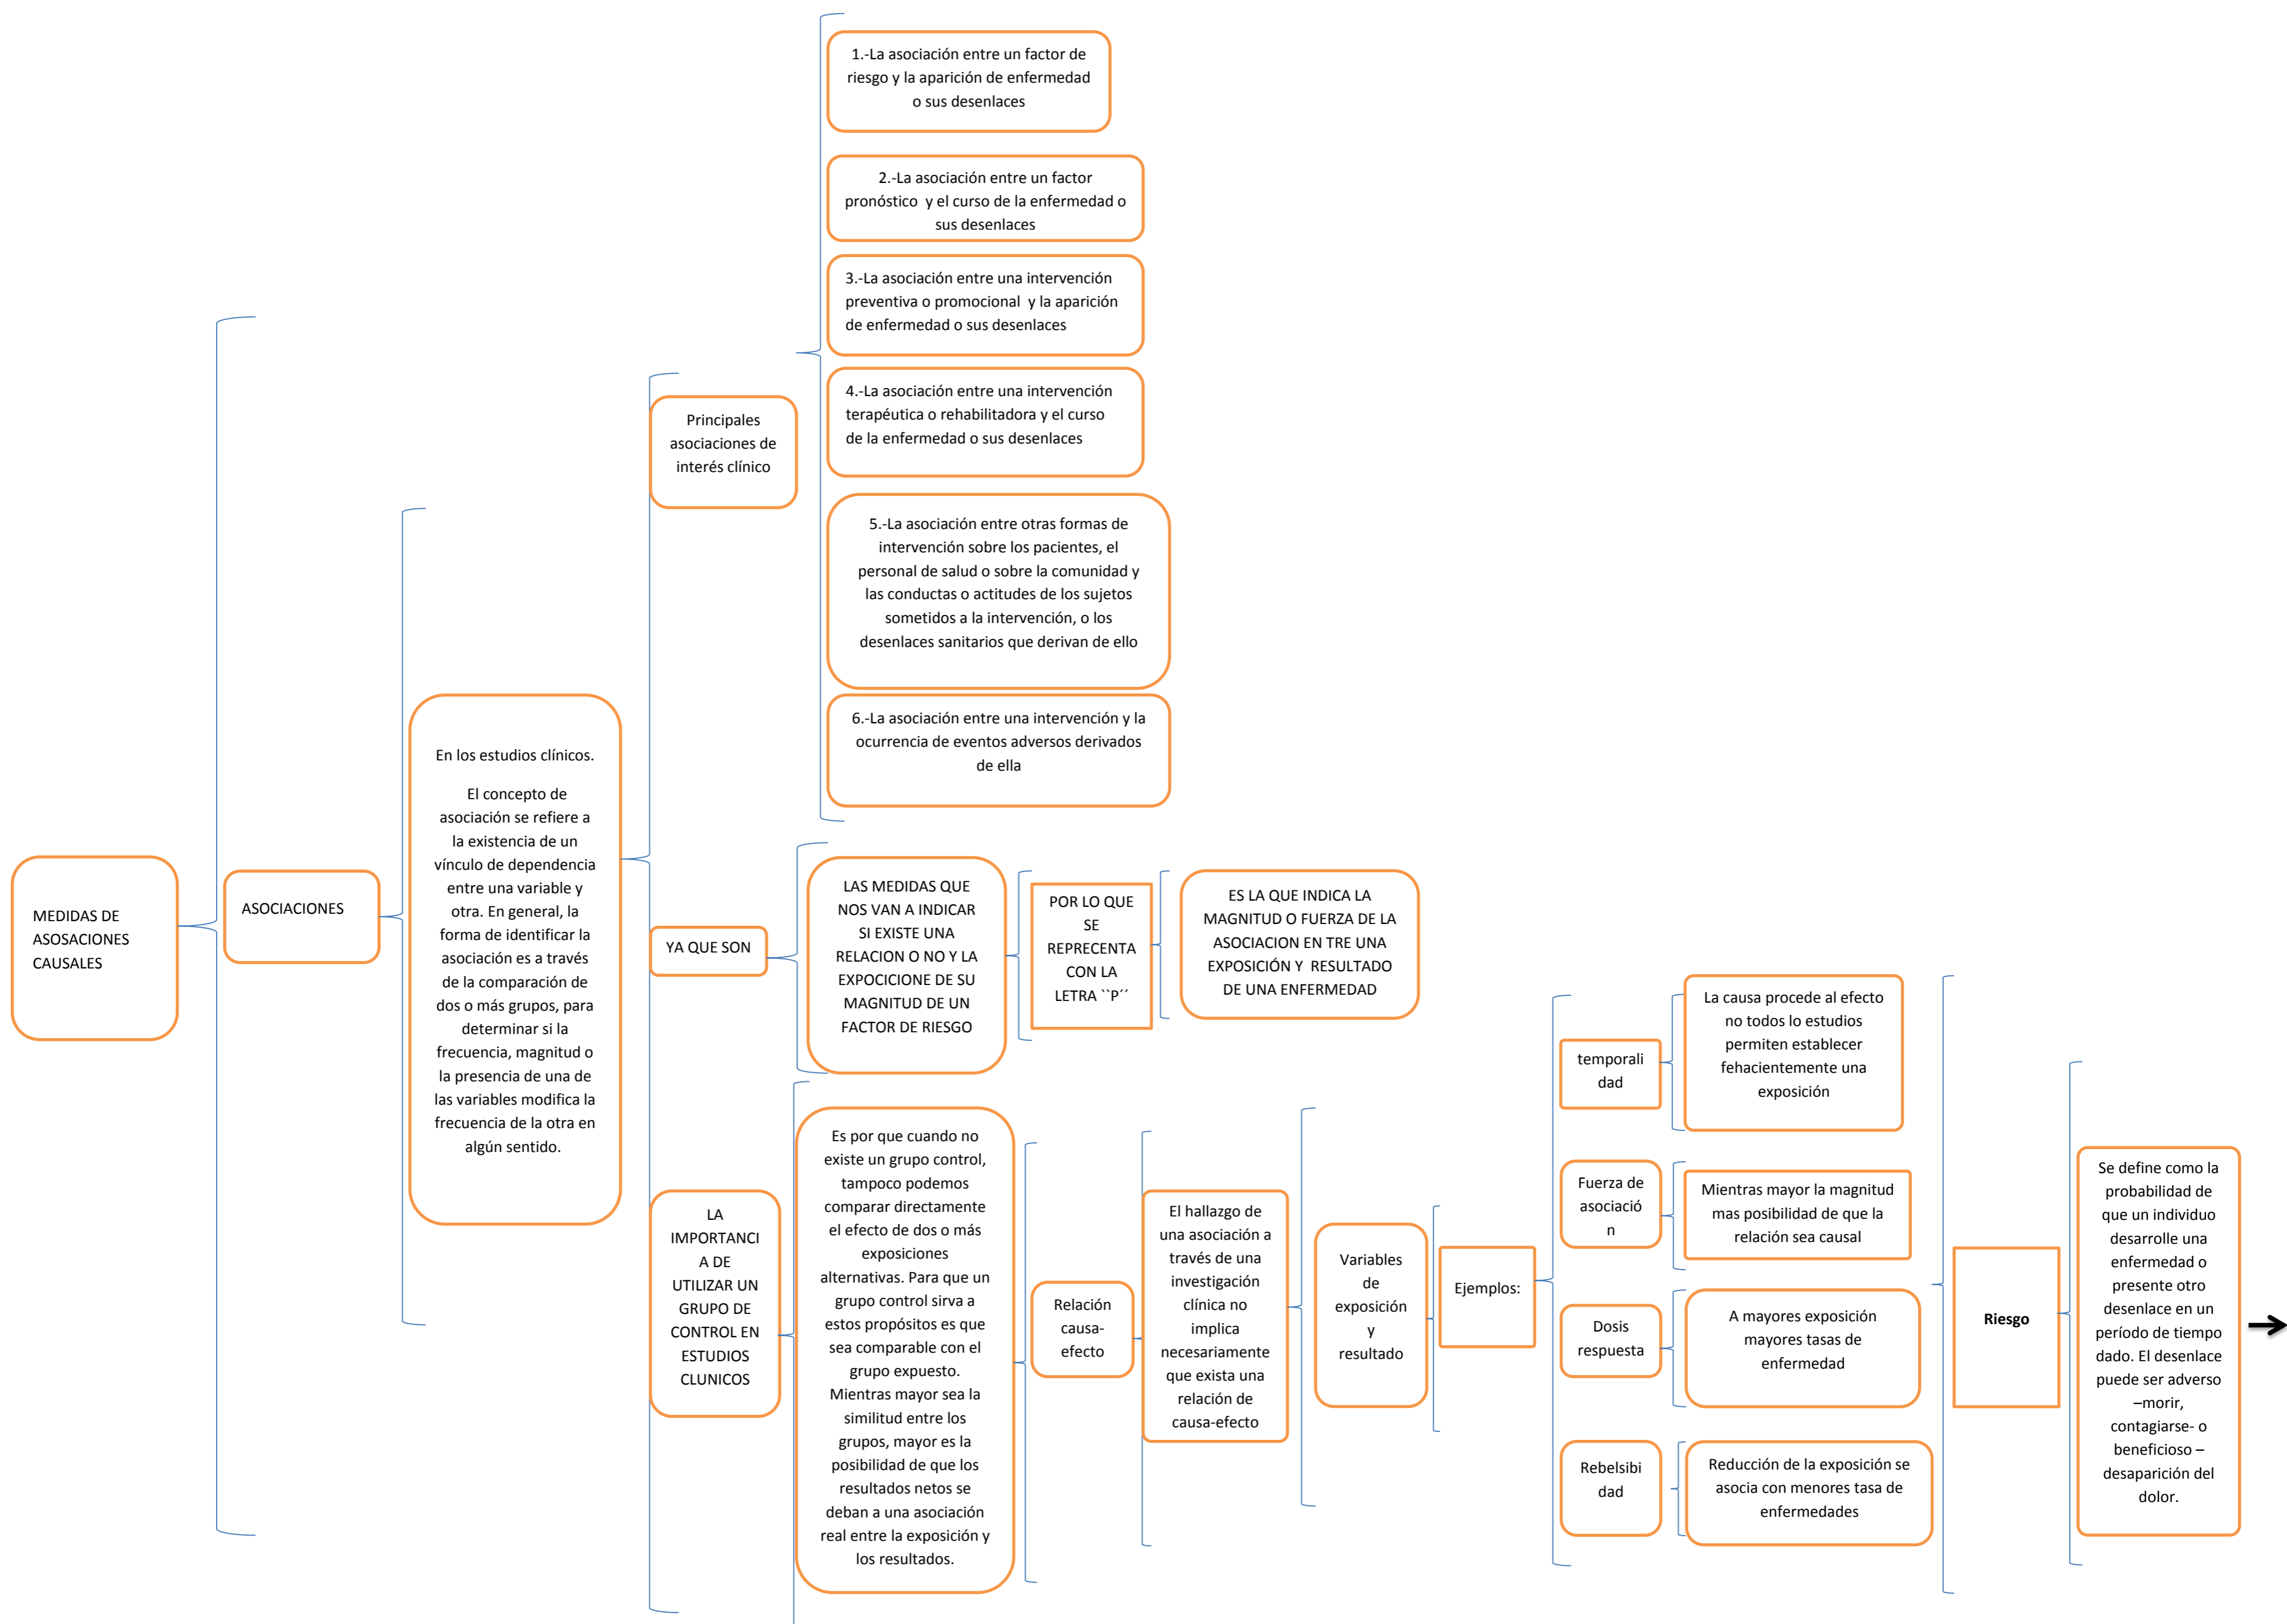 MEDIDAS DE
ASOSACIONES
CAUSALES
ASOCIACIONES
En los estudios clínicos.
El concepto de
asociación se refiere a
la existencia de un
vínculo de dependencia
entre una variable y
otra. En general, la
forma de identificar la
asociación es a través
de la comparación de
dos o más grupos, para
determinar si la
frecuencia, magnitud o
la presencia de una de
las variables modifica la
frecuencia de la otra en
algún sentido.
Principales
asociaciones de
interés clínico
1.-La asociación entre un factor de
riesgo y la aparición de enfermedad
o sus desenlaces
2.-La asociación entre un factor
pronóstico y el curso de la enfermedad o
sus desenlaces
3.-La asociación entre una intervención
preventiva o promocional y la aparición
de enfermedad o sus desenlaces
4.-La asociación entre una intervención
terapéutica o rehabilitadora y el curso
de la enfermedad o sus desenlaces
5.-La asociación entre otras formas de
intervención sobre los pacientes, el
personal de salud o sobre la comunidad y
las conductas o actitudes de los sujetos
sometidos a la intervención, o los
desenlaces sanitarios que derivan de ello
6.-La asociación entre una intervención y la
ocurrencia de eventos adversos derivados
de ella
YA QUE SON
LAS MEDIDAS QUE
NOS VAN A INDICAR
SI EXISTE UNA
RELACION O NO Y LA
EXPOCICIONE DE SU
MAGNITUD DE UN
FACTOR DE RIESGO
POR LO QUE
SE
REPRECENTA
CON LA
LETRA ``P´´
ES LA QUE INDICA LA
MAGNITUD O FUERZA DE LA
ASOCIACION EN TRE UNA
EXPOSICIÓN Y RESULTADO
DE UNA ENFERMEDAD
LA
IMPORTANCI
A DE
UTILIZAR UN
GRUPO DE
CONTROL EN
ESTUDIOS
CLUNICOS
Es por que cuando no
existe un grupo control,
tampoco podemos
comparar directamente
el efecto de dos o más
exposiciones
alternativas. Para que un
grupo control sirva a
estos propósitos es que
sea comparable con el
grupo expuesto.
Mientras mayor sea la
similitud entre los
grupos, mayor es la
posibilidad de que los
resultados netos se
deban a una asociación
real entre la exposición y
los resultados.
Relación
causa-
efecto
El hallazgo de
una asociación a
través de una
investigación
clínica no
implica
necesariamente
que exista una
relación de
causa-efecto
Variables
de
exposición
y
resultado
Ejemplos:
temporali
dad
La causa procede al efecto
no todos lo estudios
permiten establecer
fehacientemente una
exposición
Fuerza de
asociació
n
Mientras mayor la magnitud
mas posibilidad de que la
relación sea causal
Dosis
respuesta
A mayores exposición
mayores tasas de
enfermedad
Rebelsibi
dad
Reducción de la exposición se
asocia con menores tasa de
enfermedades
Riesgo
Se define como la
probabilidad de
que un individuo
desarrolle una
enfermedad o
presente otro
desenlace en un
período de tiempo
dado. El desenlace
puede ser adverso
–morir,
contagiarse- o
beneficioso –
desaparición del
dolor.